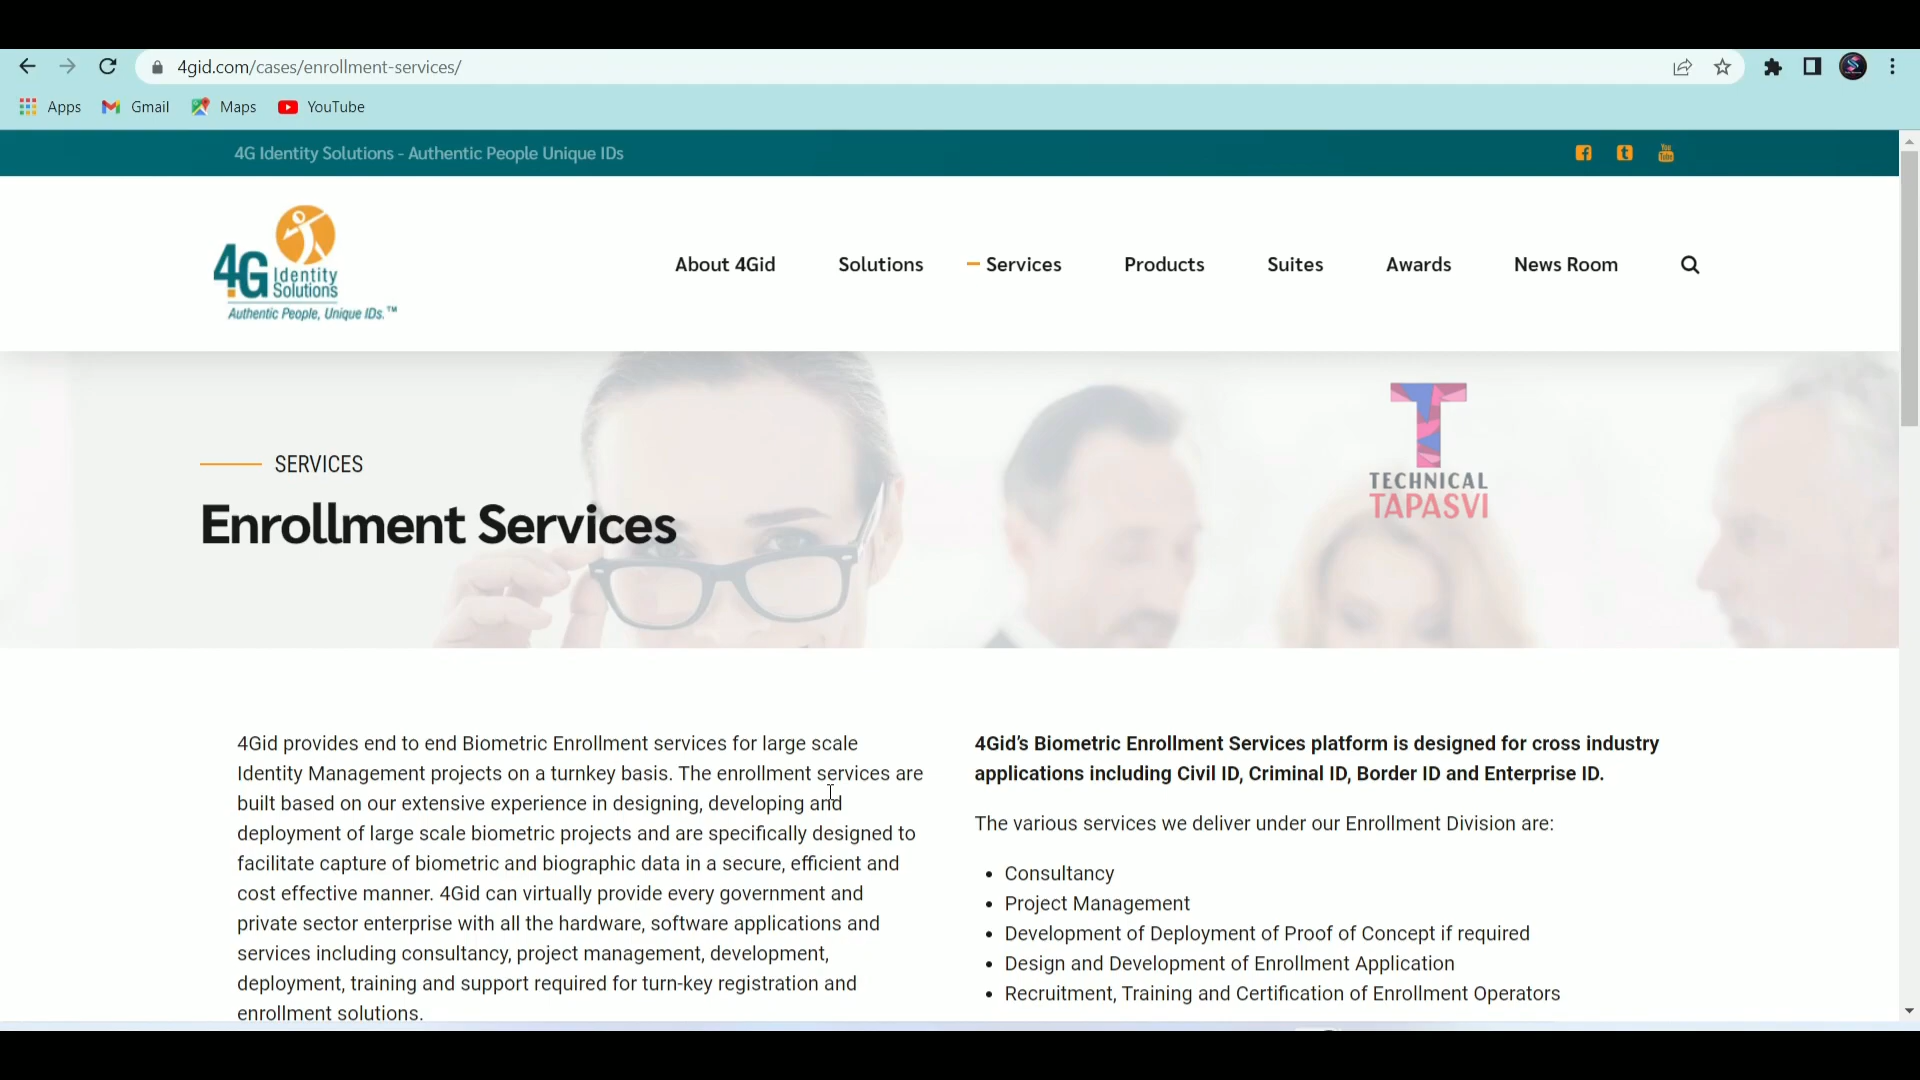 4gid.com/cases/enrollment-services/
Apps Gmail Maps YouTube
4G Identity Solutions - Authentic People Unique IDs
You
Tube
4G Identity
Solutions
Authentic People, Unique IDs.™
About 4Gid Solutions Services Products Suites Awards News Room
SERVICES
Enrollment Services
TECHNICAL
TAPASVI
4Gid provides end to end Biometric Enrollment services for large scale
Identity Management projects on a turnkey basis. The enrollment services are
built based on our extensive experience in designing, developing and
deployment of large scale biometric projects and are specifically designed to
facilitate capture of biometric and biographic data in a secure, efficient and
cost effective manner. 4Gid can virtually provide every government and
private sector enterprise with all the hardware, software applications and
services including consultancy, project management, development,
deployment, training and support required for turn-key registration and
enrollment solutions.
4Gid’s Biometric Enrollment Services platform is designed for cross industry
applications including Civil ID, Criminal ID, Border ID and Enterprise ID.
The various services we deliver under our Enrollment Division are:
• Consultancy
• Project Management
• Development of Deployment of Proof of Concept if required
• Design and Development of Enrollment Application
• Recruitment, Training and Certification of Enrollment Operators